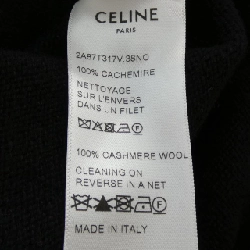 CELINE
PARIS
2AR7T317V.38NO
100% CACHEMIRE
NETTOYAGE
SUR L'ENVERS
DANS UN FILET
100% CASHMERE WOOL
CLEANING ON
REVERSE IN A NET
MADE IN ITALY